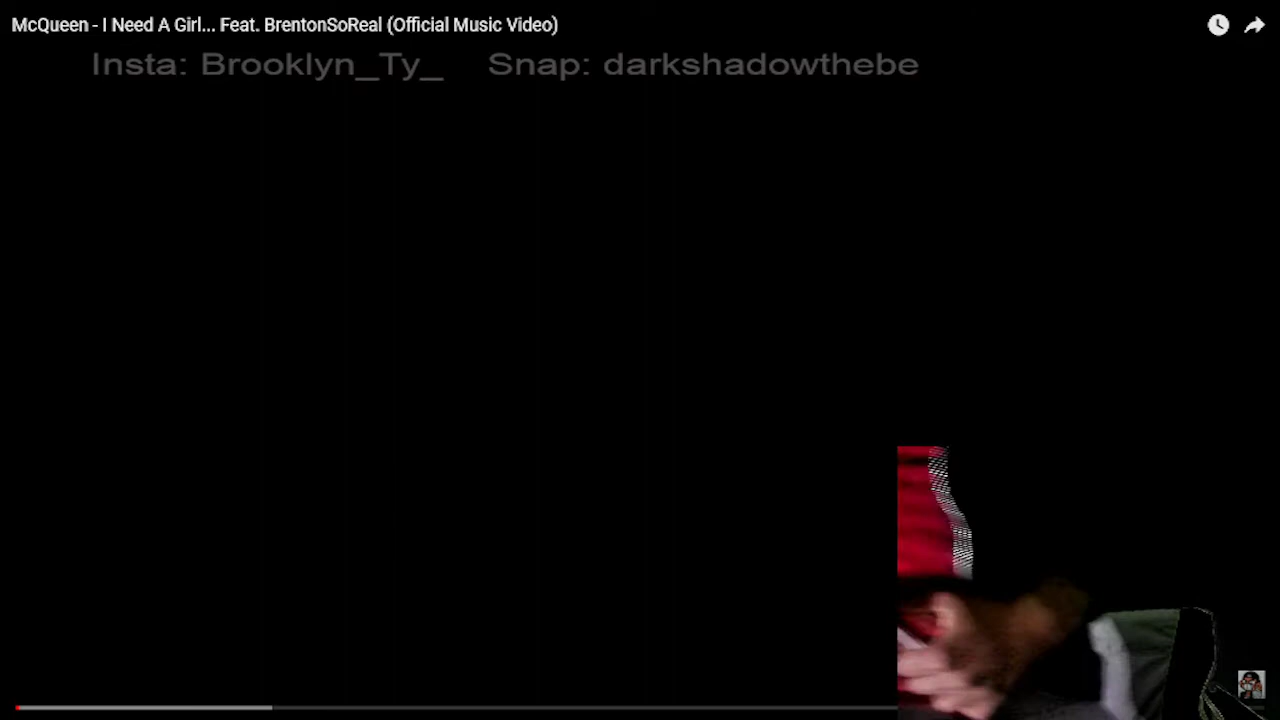 McQueen - I Need A Girl... Feat. BrentonSoReal (Official Music Video)
Insta: Brooklyn_Ty_ Snap: darkshadowthebe